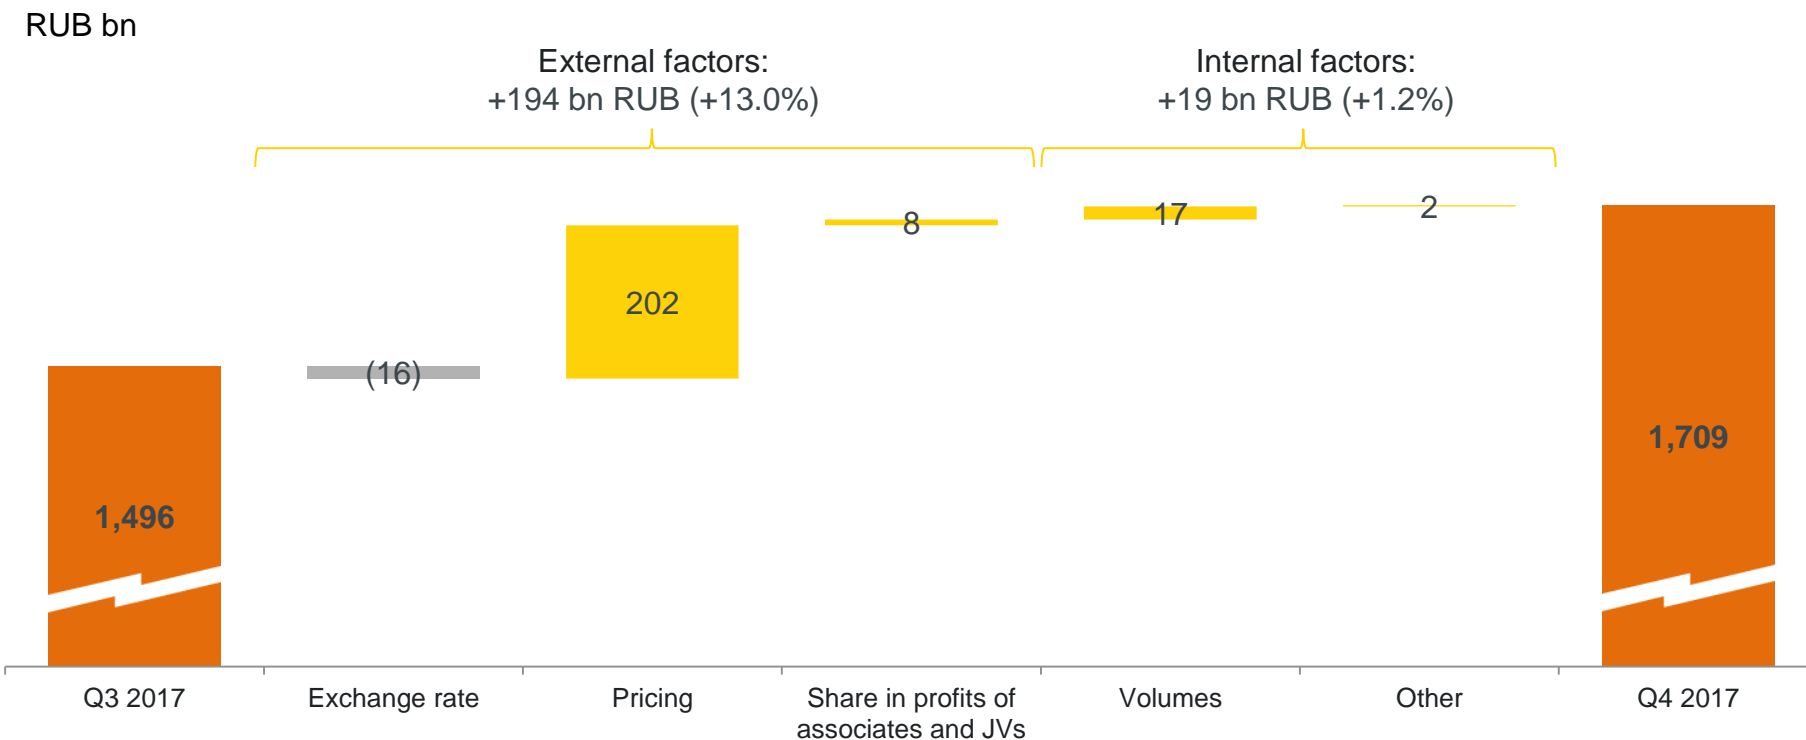 RUB bn
External factors:
+194 bn RUB (+13.0%)
Internal factors:
+19 bn RUB (+1.2%)
1,496
(16)
202
8
17
2
1,709
Q3 2017
Exchange rate
Pricing
Share in profits of
associates and JVs
Volumes
Other
Q4 2017